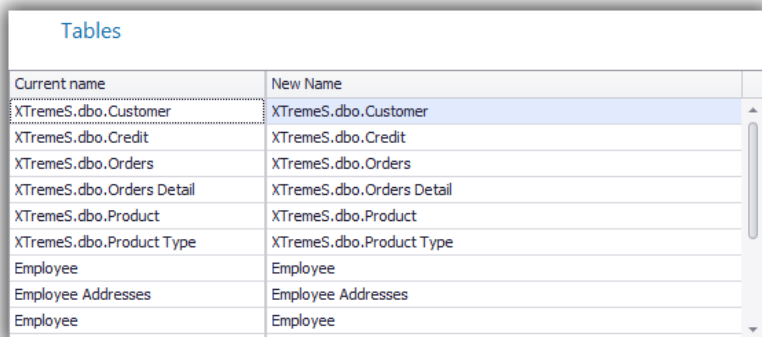 Tables
Current name New Name
XTremeS.dbo.Customer XTremeS.dbo.Customer
XTremeS.dbo.Credit XTremeS.dbo.Credit
XTremeS.dbo.Orders XTremeS.dbo.Orders
XTremeS.dbo.Orders Detail XTremeS.dbo.Orders Detail
XTremeS.dbo.Product XTremeS.dbo.Product
XTremeS.dbo.Product Type XTremeS.dbo.Product Type
Employee Employee
Employee Addresses Employee Addresses
Employee Employee